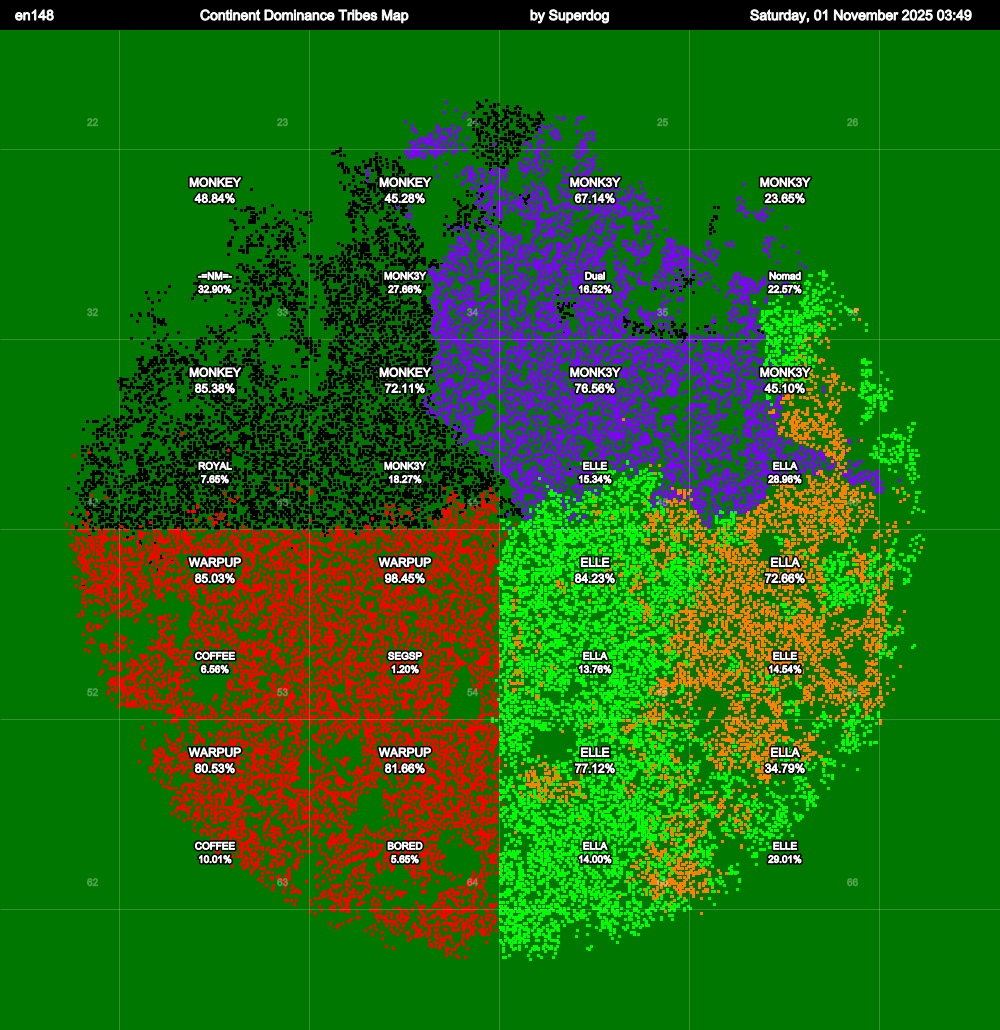 en148 Continent Dominance Tribes Map by Superdog Saturday, 01 November 2025 03:49
22 23 24 25 26
MONKEY MONKEY MONK3Y MONK3Y
48.84% 45.28% 67.14% 23.65%
-=NM=- MONK3Y Dual Nomad
32.90% 27.66% 16.52% 22.57%
32 33 34 35
MONKEY MONKEY MONK3Y MONK3Y
85.38% 72.11% 76.56% 45.10%
ROYAL MONK3Y ELLE ELLA
7.65% 18.27% 15.34% 28.96%
42 43
WARPUP WARPUP ELLE ELLA
85.03% 98.45% 84.23% 72.66%
COFFEE SEGSP ELLA ELLE
6.56% 1.20% 13.76% 14.54%
52 53 54
WARPUP WARPUP ELLE ELLA
80.53% 81.66% 77.12% 34.79%
COFFEE BORED ELLA ELLE
10.01% 5.65% 14.00% 29.01%
62 63 64 66